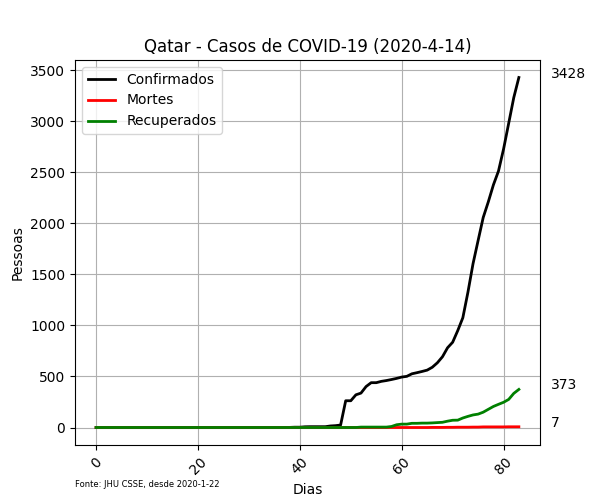 Qatar - Casos de COVID-19 (2020-4-14)
Confirmados
Mortes
Recuperados
3500
3000
2500
2000
1500
1000
500
0
Pessoas
3428
373
7
0
20
40
60
80
Dias
Fonte: JHU CSSE, desde 2020-1-22